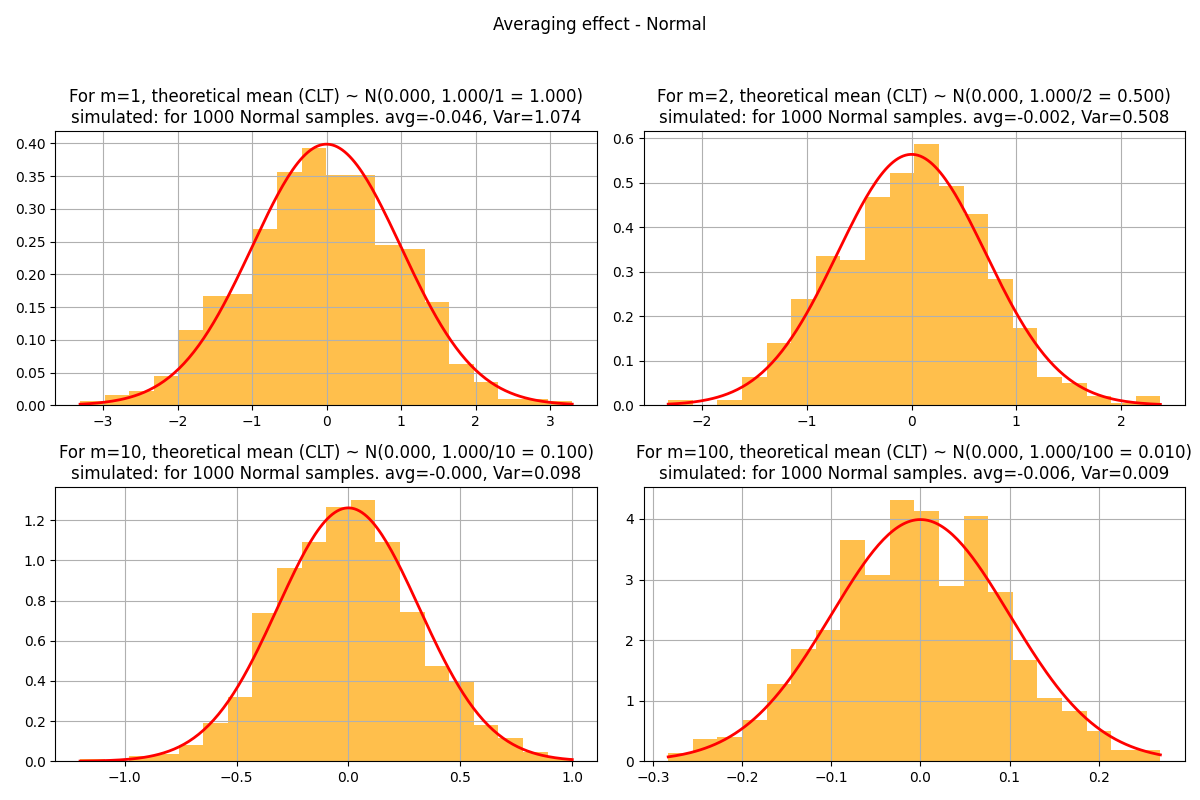 Averaging effect - Normal
For m=1, theoretical mean (CLT) ~ N(0.000, 1.000/1 = 1.000)
simulated: for 1000 Normal samples. avg=-0.046, Var=1.074
0.40
0.35
0.30
0.25
0.20
0.15
0.10
0.05
0.00
−3 −2 −1 0 1 2 3
For m=2, theoretical mean (CLT) ~ N(0.000, 1.000/2 = 0.500)
simulated: for 1000 Normal samples. avg=-0.002, Var=0.508
0.6
0.5
0.4
0.3
0.2
0.1
0.0
−2 −1 0 1 2
For m=10, theoretical mean (CLT) ~ N(0.000, 1.000/10 = 0.100)
simulated: for 1000 Normal samples. avg=-0.000, Var=0.098
1.2
1.0
0.8
0.6
0.4
0.2
0.0
−1.0 −0.5 0.0 0.5 1.0
For m=100, theoretical mean (CLT) ~ N(0.000, 1.000/100 = 0.010)
simulated: for 1000 Normal samples. avg=-0.006, Var=0.009
4
3
2
1
0
−0.3 −0.2 −0.1 0.0 0.1 0.2